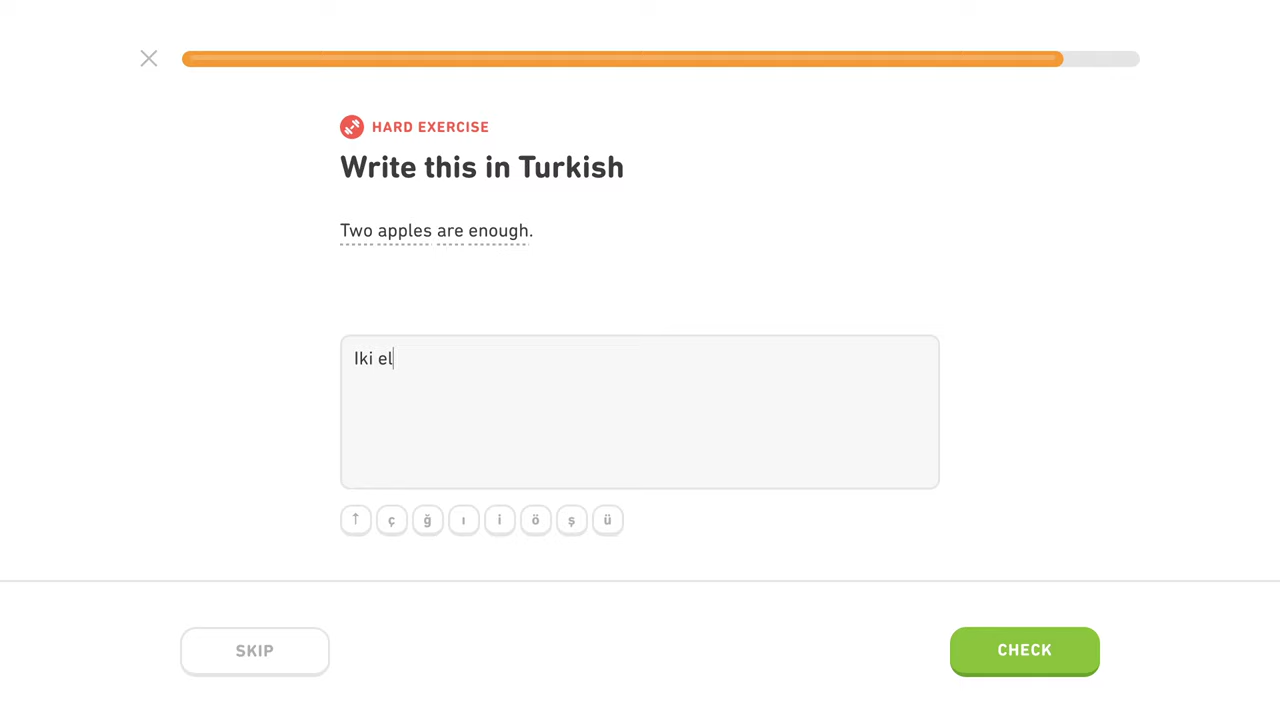 HARD EXERCISE
Write this in Turkish
Two apples are enough.
Iki el
↑ ç ğ ı i ö ş ü
SKIP
CHECK